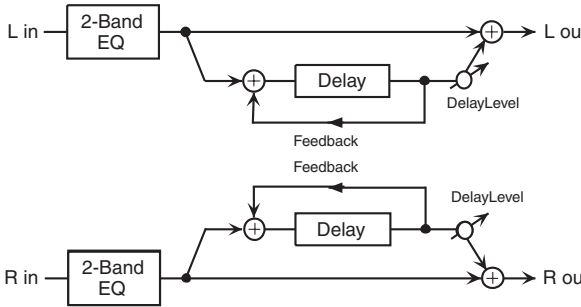 L in
2-Band
EQ
L ou
Delay
DelayLevel
Feedback
Feedback
DelayLevel
Delay
R in
2-Band
EQ
R ou